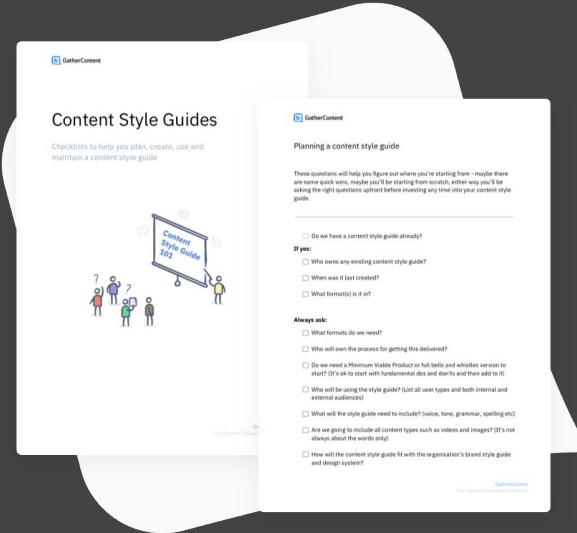 GatherContent
Content Style Guides
Checklists to help you plan, create, use and
maintain a content style guide
Content
Style Guide
101
?
?
GatherContent
Planning a content style guide
These questions will help you figure out where you're starting from - maybe there
are some quick wins, maybe you'll be starting from scratch, either way you'll be
asking the right questions upfront before investing any time into your content style
guide.
Do we have a content style guide already?
If yes:
Who owns any existing content style guide?
When was it last created?
What format(s) is it in?
Always ask:
What formats do we need?
Who will own the process for getting this delivered?
Do we need a Minimum Viable Product or full bells and whistles version to
start? (It's ok to start with fundamental dos and don'ts and then add to it)
Who will be using the style guide? (List all user types and both internal and
external audiences)
What will the style guide need to include? (voice, tone, grammar, spelling etc)
Are we going to include all content types such as videos and images? (It's not
always about the words only)
How will the content style guide fit with the organisation's brand style guide
and design system?
GatherContent
The Content Operations Platform